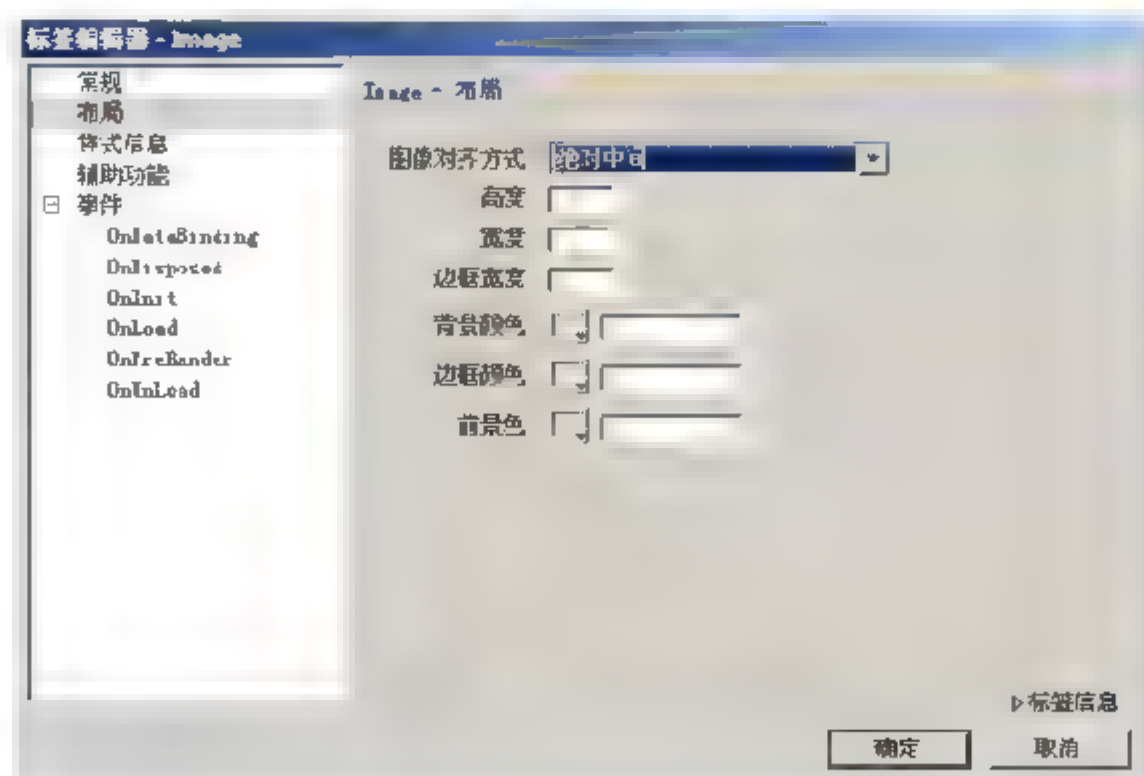 标签编辑器 - Image
常规
布局
样式信息
辅助功能
事件
OnDataBinding
OnDisposed
OnInit
OnLoad
OnPreRender
OnUnLoad
Image - 布局
图像对齐方式 绝对中间
高度
宽度
边框宽度
背景颜色
边框颜色
前景色
标签信息
确定 取消